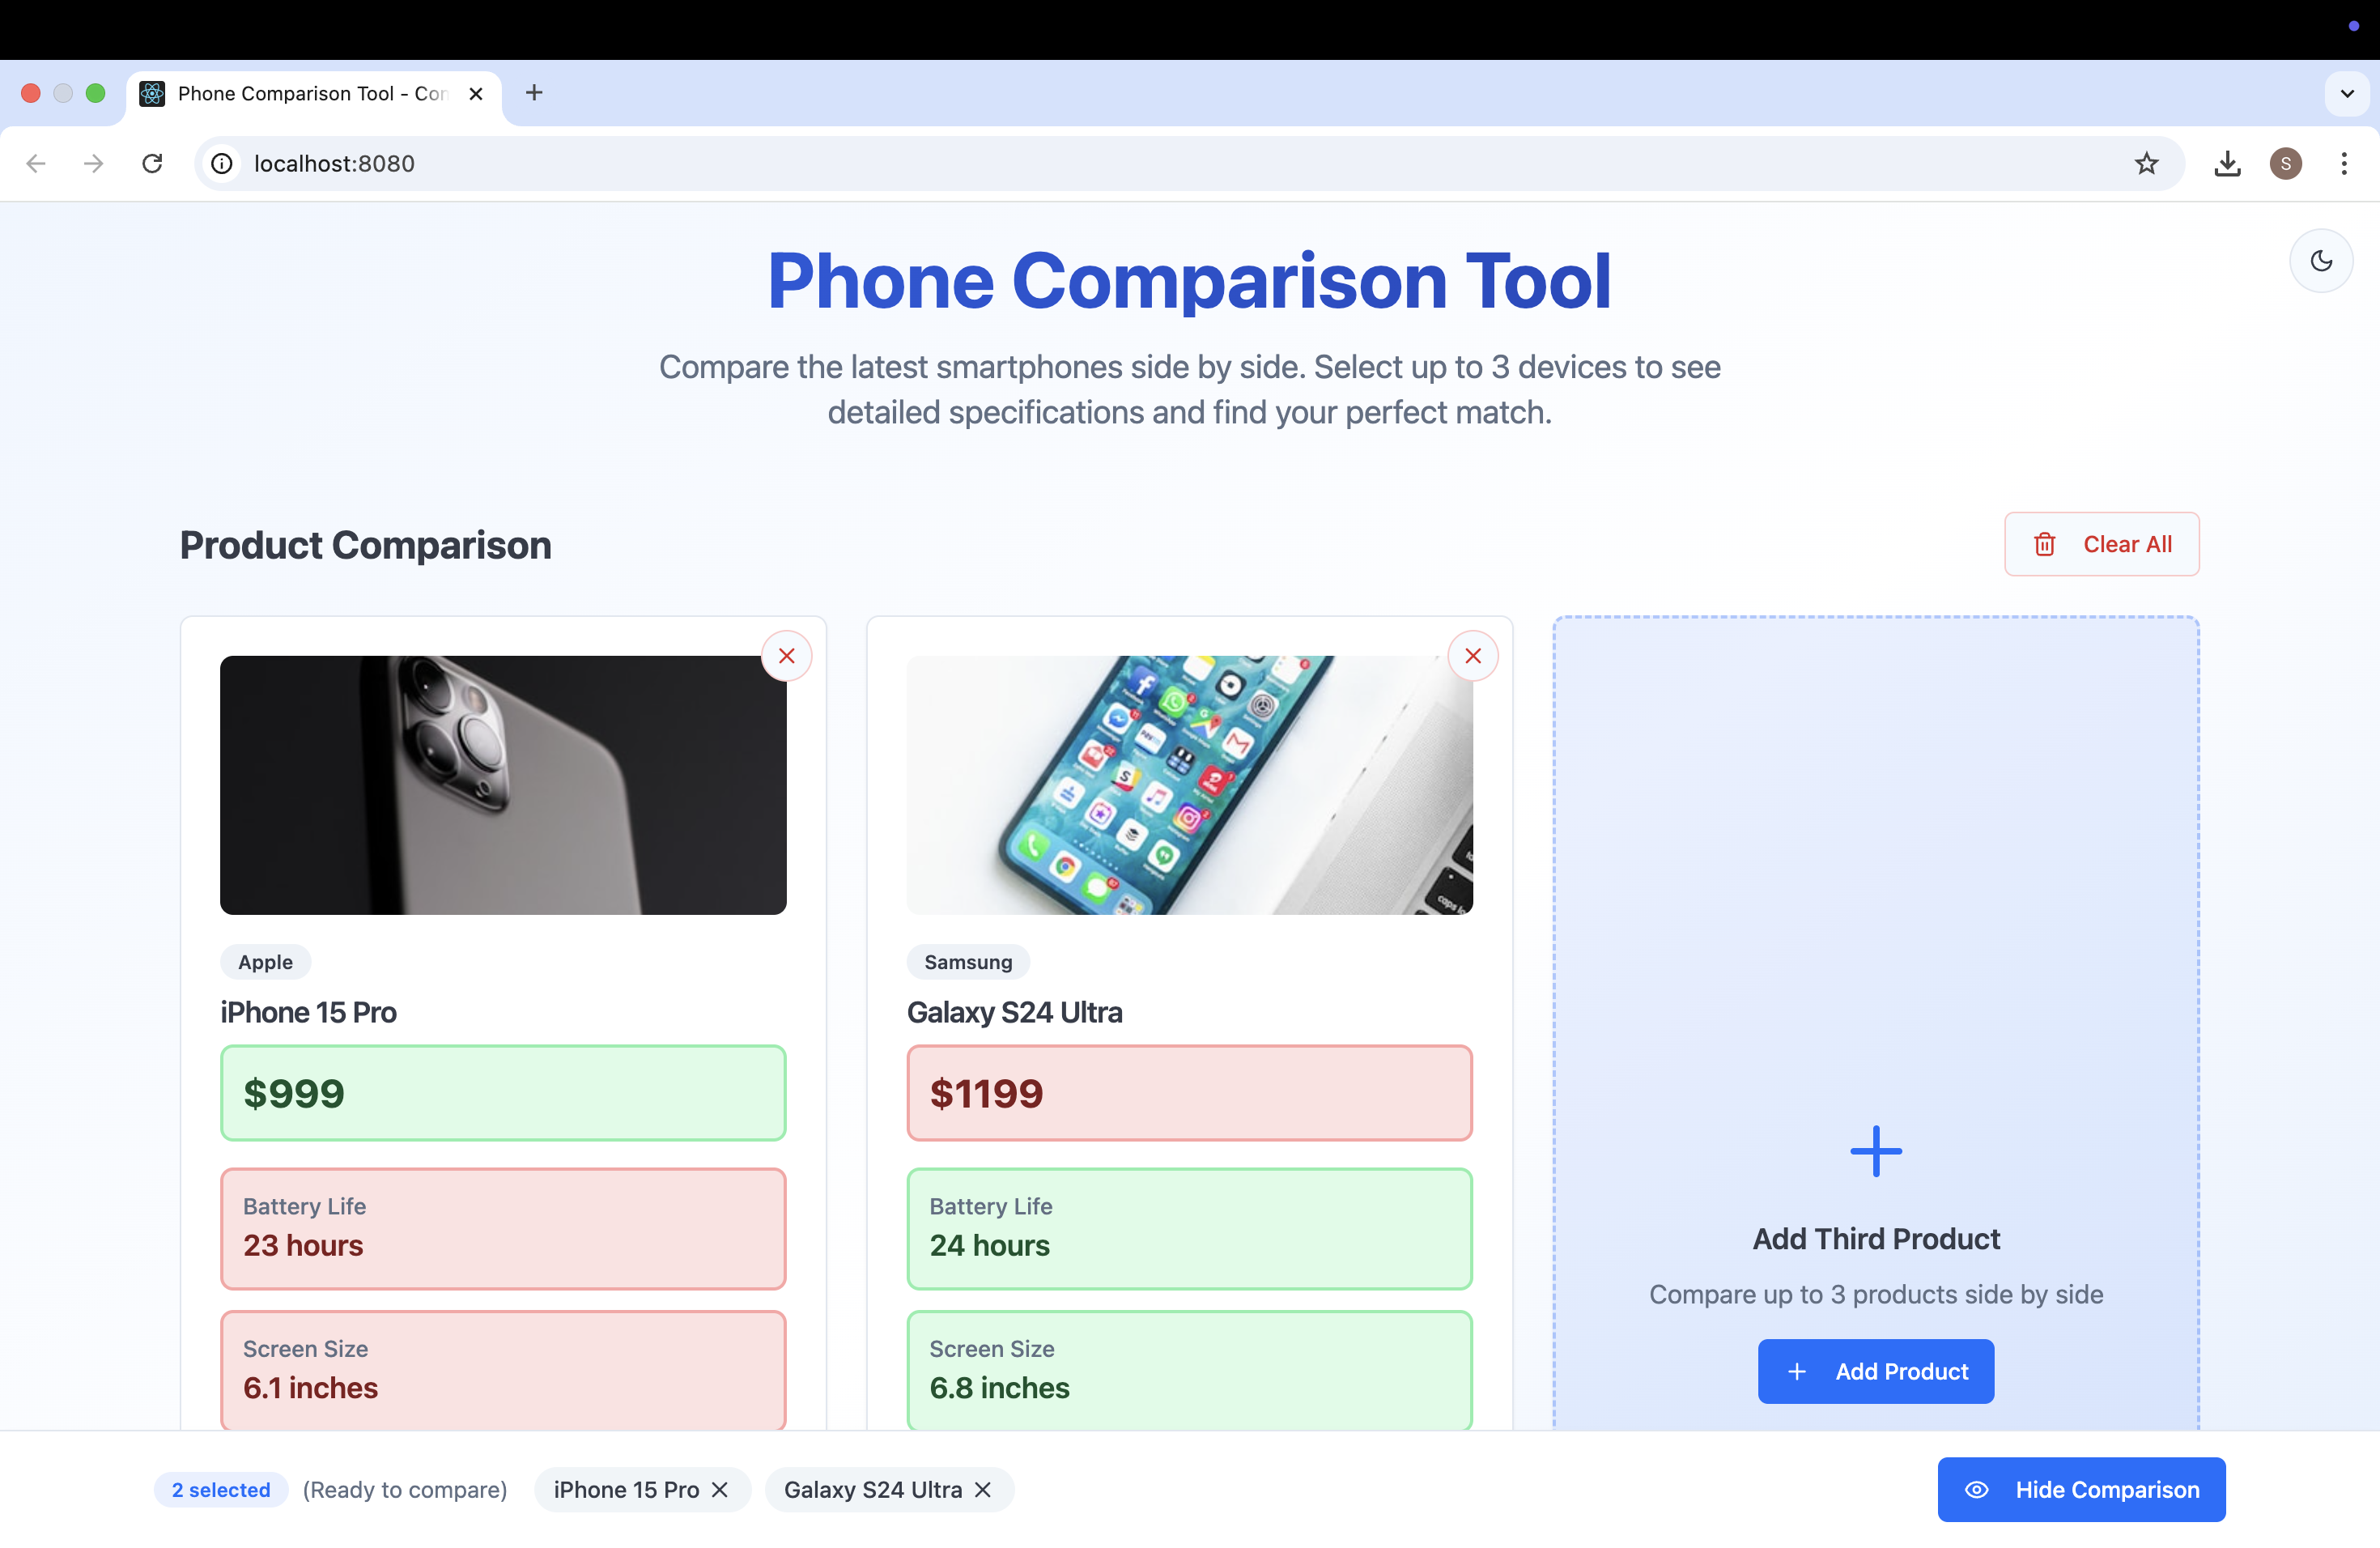 Phone Comparison Tool - Con
localhost:8080
S
Phone Comparison Tool
Compare the latest smartphones side by side. Select up to 3 devices to see
detailed specifications and find your perfect match.
Product Comparison
Clear All
caps lo
Apple
iPhone 15 Pro
$999
Battery Life
23 hours
Screen Size
6.1 inches
Samsung
Galaxy S24 Ultra
$1199
Battery Life
24 hours
Screen Size
6.8 inches
Add Third Product
Compare up to 3 products side by side
Add Product
2 selected
(Ready to compare)
iPhone 15 Pro
Galaxy S24 Ultra
Hide Comparison